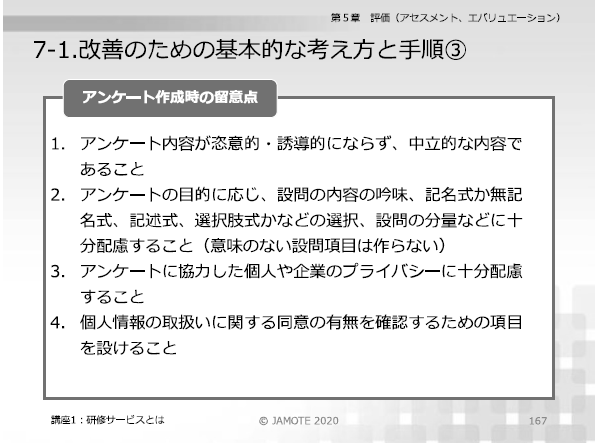 第5章　評価（アセスメント、エバリュエーション）
7-1.改善のための基本的な考え方と手順③
アンケート作成時の留意点
1. アンケート内容が恣意的・誘導的にならず、中立的な内容で
あること
2. アンケートの目的に応じ、設問の内容の吟味、記名式か無記
名式、記述式、選択肢式かなどの選択、設問の分量などに十
分配慮すること（意味のない設問項目は作らない）
3. アンケートに協力した個人や企業のプライバシーに十分配慮
すること
4. 個人情報の取扱いに関する同意の有無を確認するための項目
を設けること
講座1：研修サービスとは
© JAMOTE 2020
167